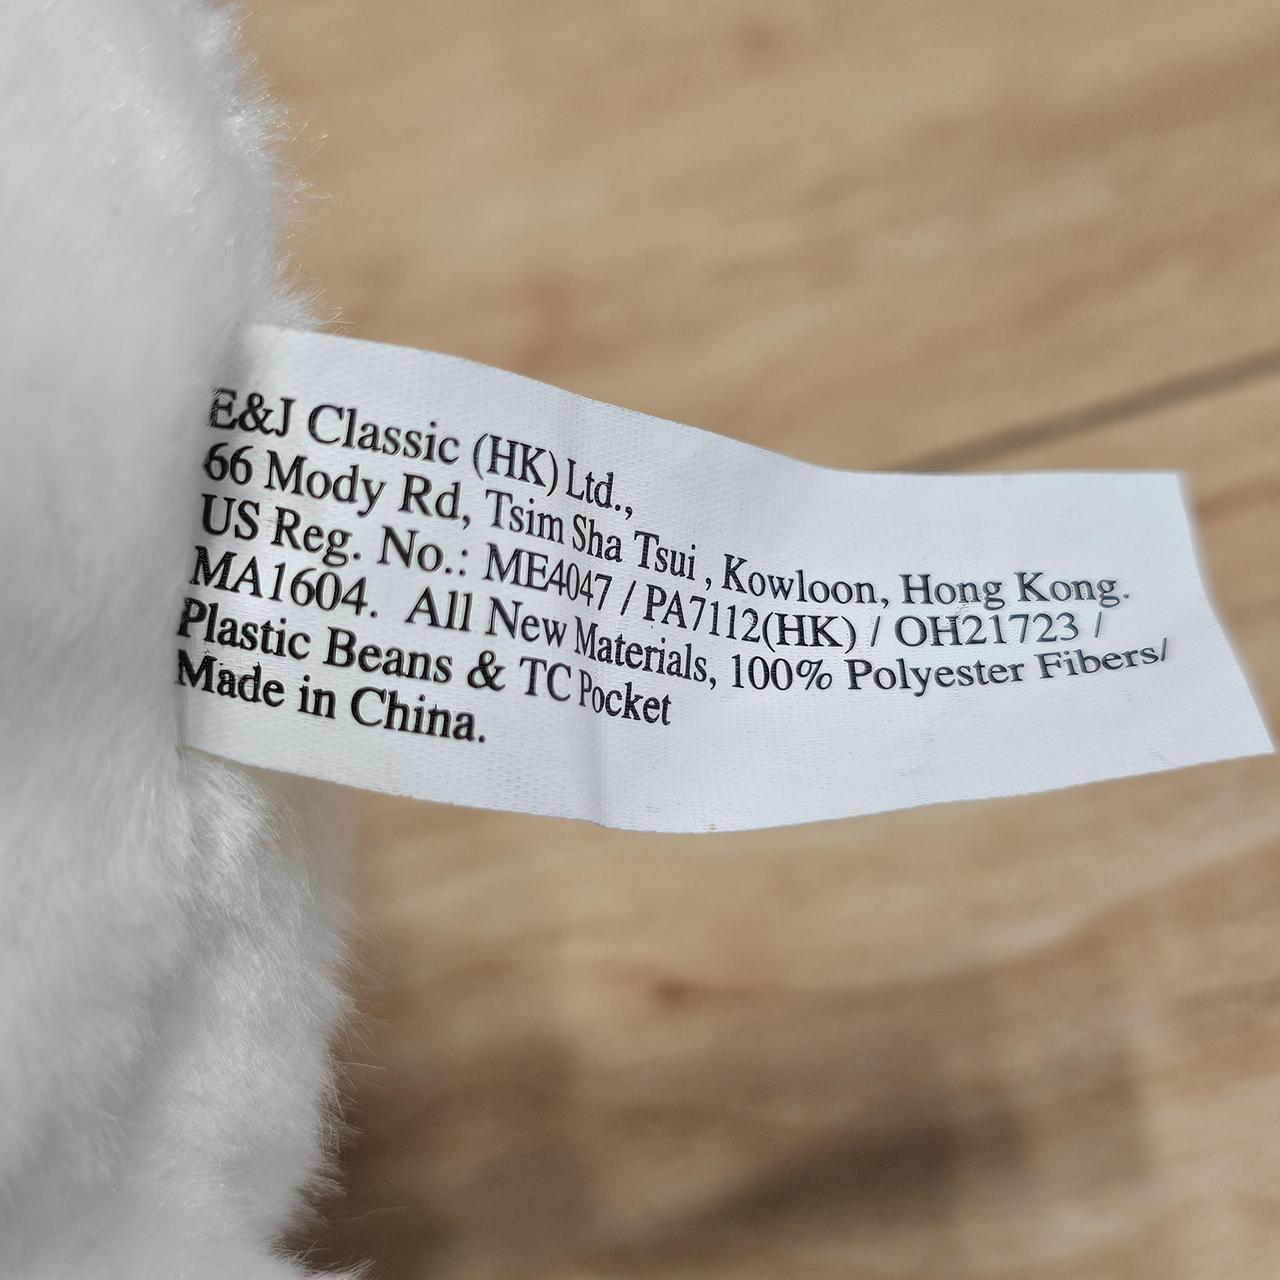 E&J Classic (HK) Ltd.,
66 Mody Rd, Tsim Sha Tsui , Kowloon, Hong Kong.
US Reg. No.: ME4047 / PA7112(HK) / OH21723 /
MA1604. All New Materials, 100% Polyester Fibers/
Plastic Beans & TC Pocket
Made in China.